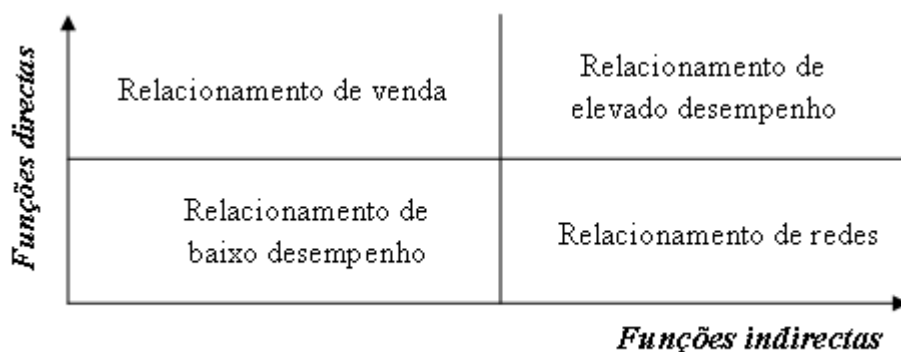 Funções directas
Relacionamento de venda
Relacionamento de
elevado desempenho
Relacionamento de
baixo desempenho
Relacionamento de redes
Funções indirectas